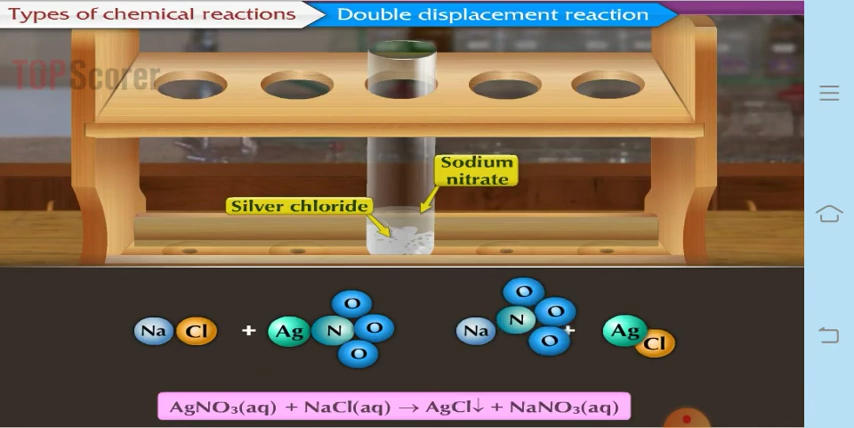 Types of chemical reactions
Double displacement reaction
TOPScorer
Sodium
nitrate
Silver chloride
Na Cl + Ag N O O O
Na N O O O + Ag Cl
AgNO₃(aq) + NaCl(aq) → AgCl↓ + NaNO₃(aq)